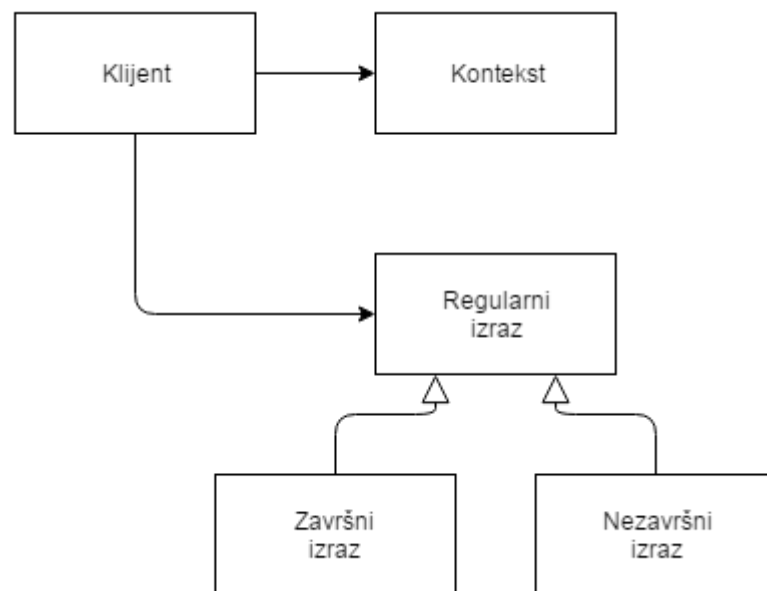 Klijent
Kontekst
Regularni
izraz
Završni
izraz
Nezavršni
izraz